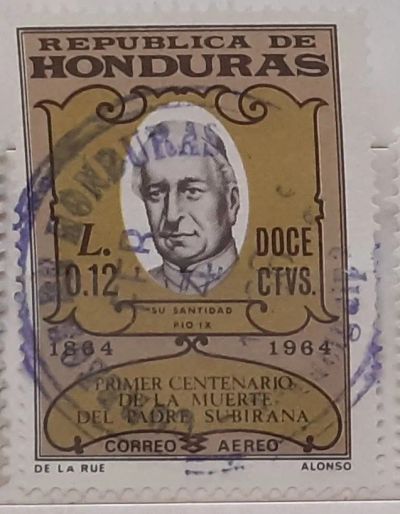 REPUBLICA DE
HONDURAS
L. 0.12
DOCE CTVS.
SU SANTIDAD
PIO IX
1864 1964
PRIMER CENTENARIO
DE LA MUERTE
DEL PADRE SUBIRANA
CORREO AEREO
DE LA RUE ALONSO
HONDURAS